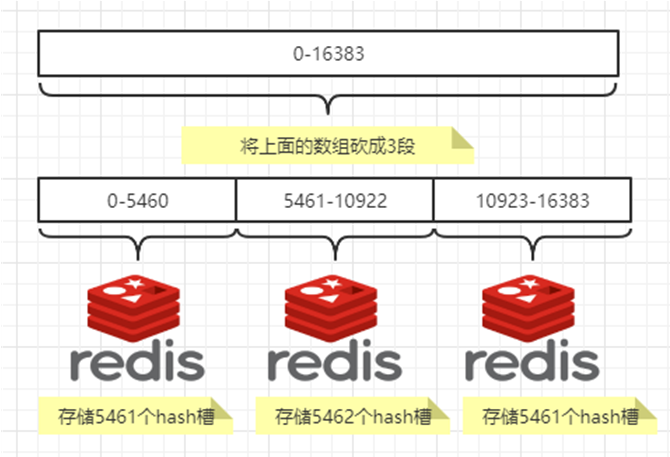 0-16383
将上面的数组砍成3段
0-5460
5461-10922
10923-16383
redis
redis
redis
存储5461个hash槽
存储5462个hash槽
存储5461个hash槽